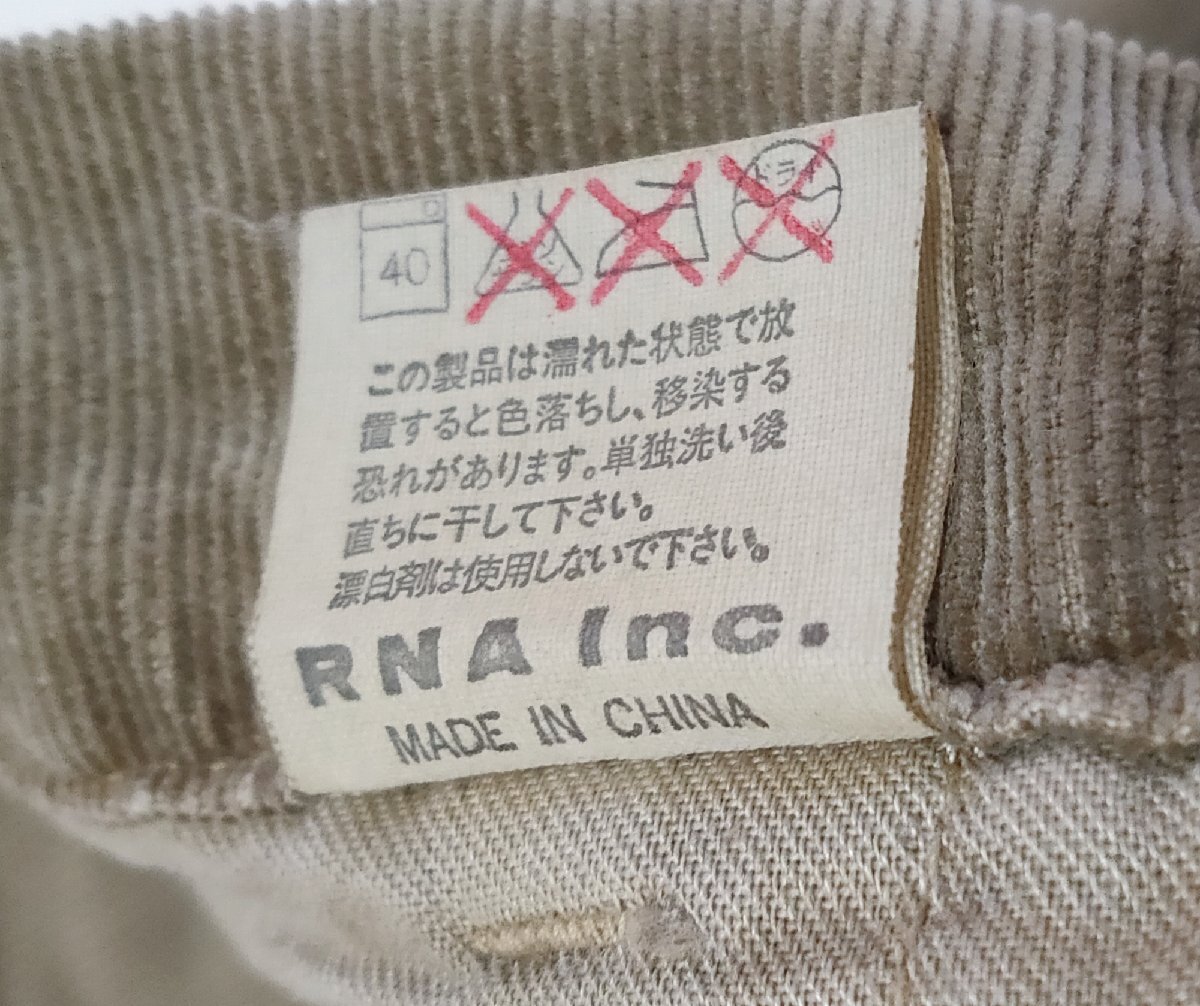 40
ドライ
この製品は濡れた状態で放
置すると色落ちし、移染する
恐れがあります。単独洗い後
直ちに干して下さい。
漂白剤は使用しないで下さい。
RNA Inc.
MADE IN CHINA